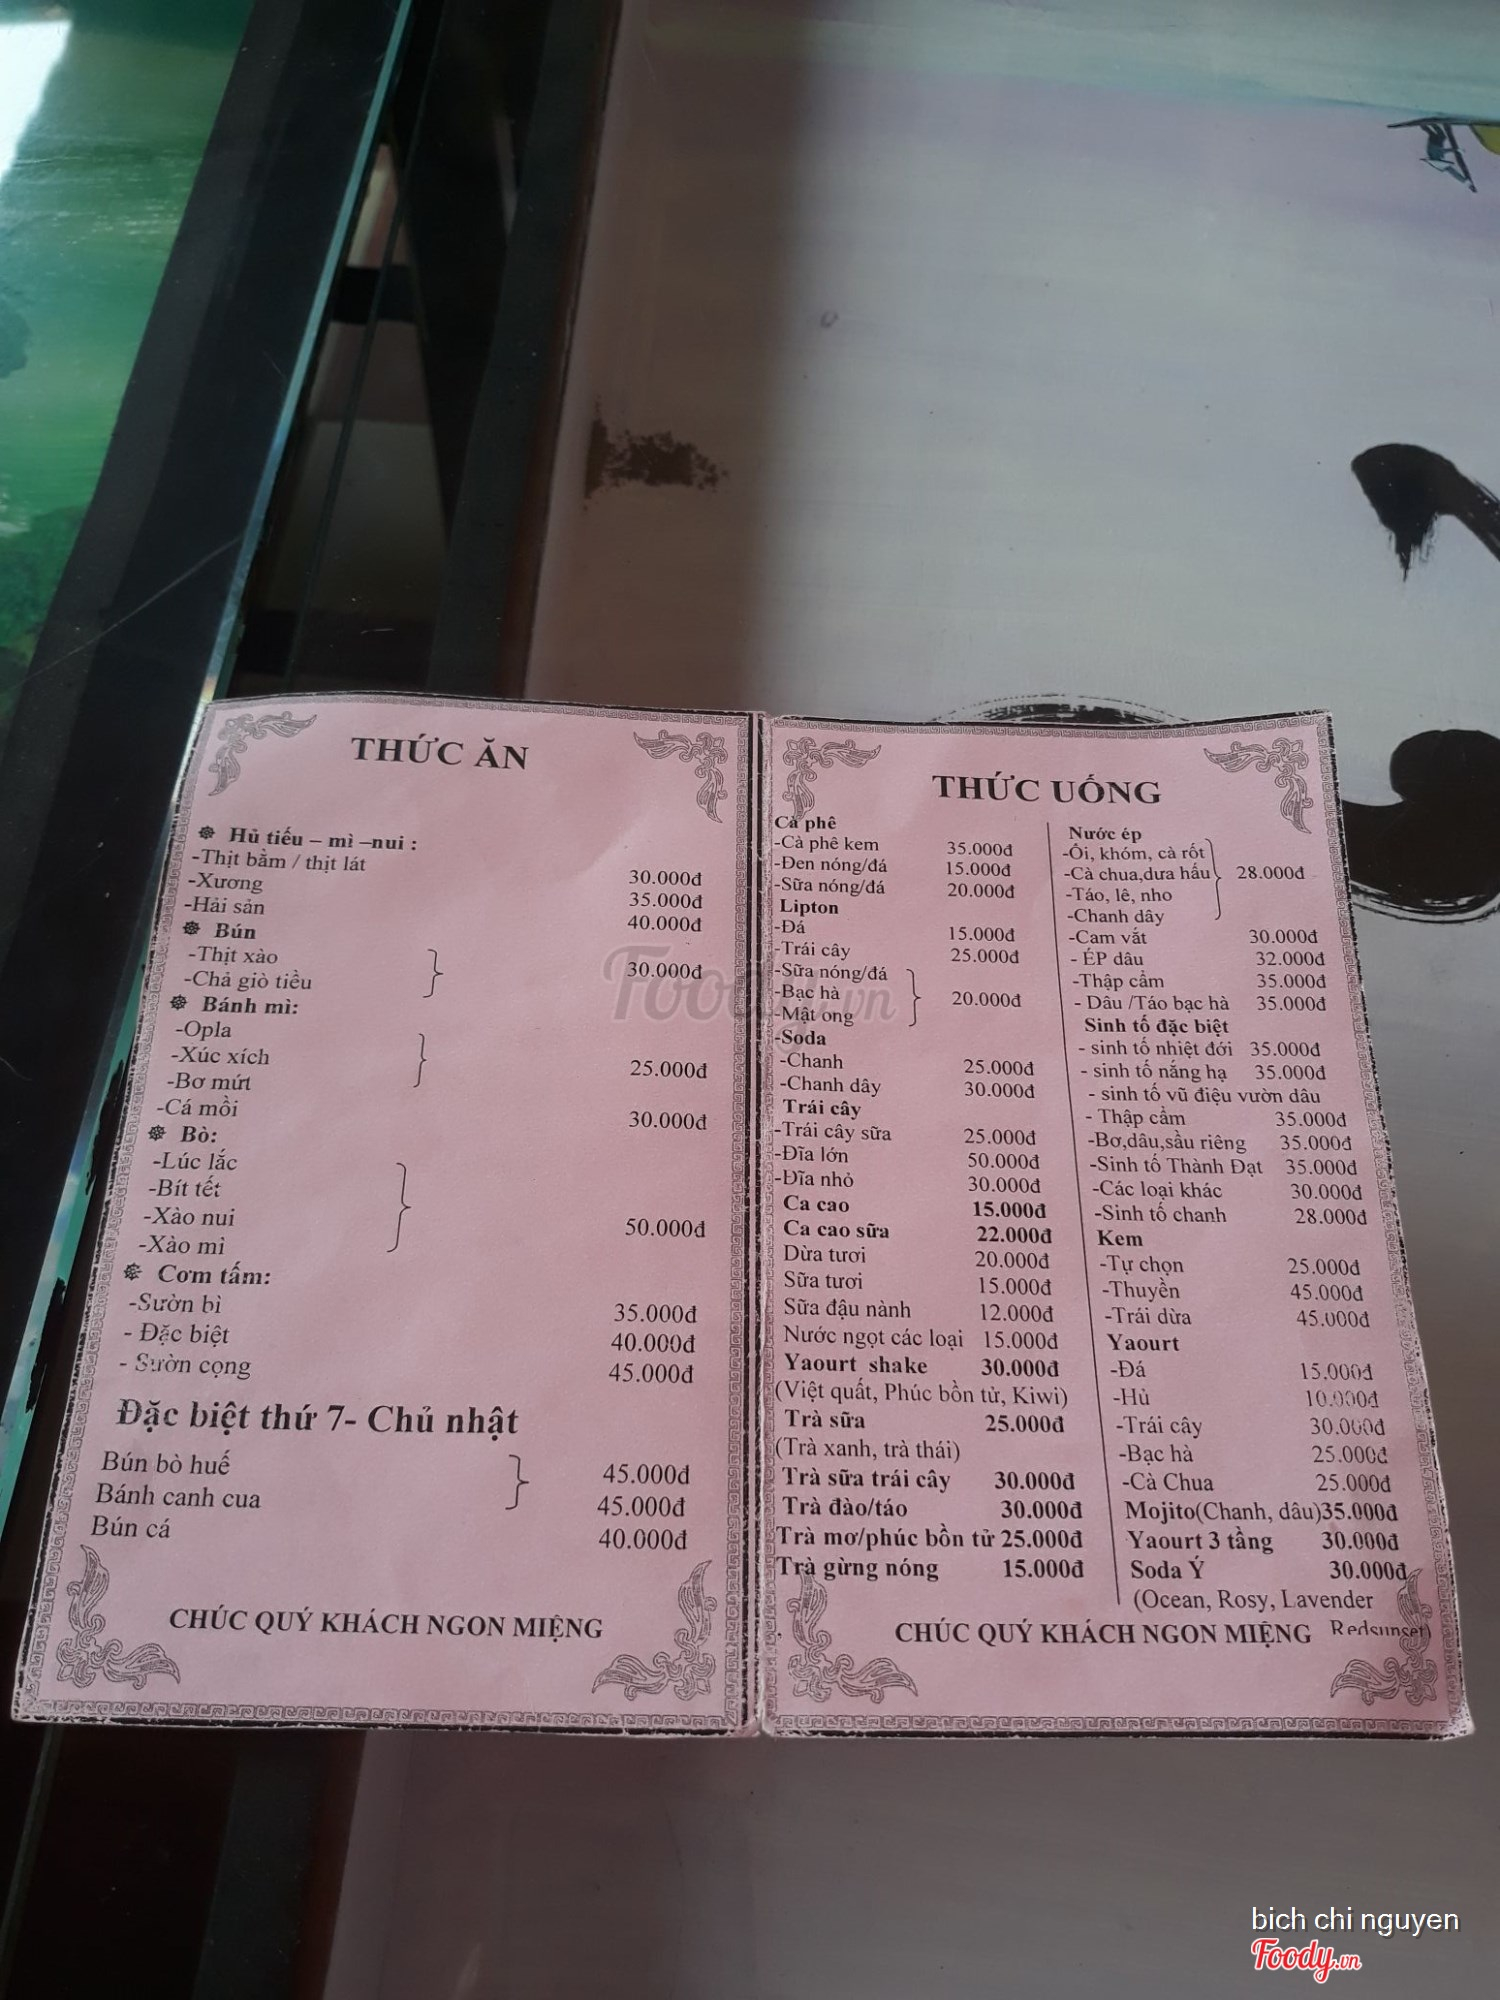 THỨC ĂN
Hủ tiếu – mì –nui :
-Thịt bằm / thịt lát 30.000đ
-Xương 35.000đ
-Hải sản 40.000đ
Bún
-Thịt xào
-Chả giò tiều } 30.000đ
Bánh mì:
-Opla
-Xúc xích } 25.000đ
-Bơ mứt
-Cá mồi 30.000đ
Bò:
-Lúc lắc
-Bít tết
-Xào nui } 50.000đ
-Xào mì
Cơm tấm:
-Sườn bì 35.000đ
- Đặc biệt 40.000đ
- Sườn cọng 45.000đ
Đặc biệt thứ 7- Chủ nhật
Bún bò huế 45.000đ
Bánh canh cua 45.000đ
Bún cá 40.000đ
CHÚC QUÝ KHÁCH NGON MIỆNG
THỨC UỐNG
Cà phê
-Cà phê kem 35.000đ
-Đen nóng/đá 15.000đ
-Sữa nóng/đá 20.000đ
Lipton
-Đá 15.000đ
-Trái cây 25.000đ
-Sữa nóng/đá
-Bạc hà } 20.000đ
-Mật ong
-Soda
-Chanh 25.000đ
-Chanh dây 30.000đ
Trái cây
-Trái cây sữa 25.000đ
-Đĩa lớn 50.000đ
-Đĩa nhỏ 30.000đ
Ca cao 15.000đ
Ca cao sữa 22.000đ
Dừa tươi 20.000đ
Sữa tươi 15.000đ
Sữa đậu nành 12.000đ
Nước ngọt các loại 15.000đ
Yaourt shake 30.000đ
(Việt quất, Phúc bồn tử, Kiwi)
Trà sữa 25.000đ
(Trà xanh, trà thái)
Trà sữa trái cây 30.000đ
Trà đào/táo 30.000đ
Trà mơ/phúc bồn tử 25.000đ
Trà gừng nóng 15.000đ
Nước ép
-Ổi, khóm, cà rốt
-Cà chua,dưa hấu } 28.000đ
-Táo, lê, nho
-Chanh dây
-Cam vắt 30.000đ
- ÉP dâu 32.000đ
-Thập cẩm 35.000đ
- Dâu /Táo bạc hà 35.000đ
Sinh tố đặc biệt
- sinh tố nhiệt đới 35.000đ
- sinh tố nắng hạ 35.000đ
- sinh tố vũ điệu vườn dâu
- Thập cẩm 35.000đ
-Bơ,dâu,sầu riêng 35.000đ
-Sinh tố Thành Đạt 35.000đ
-Các loại khác 30.000đ
-Sinh tố chanh 28.000đ
Kem
-Tự chọn 25.000đ
-Thuyền 45.000đ
-Trái dừa 45.000đ
Yaourt
-Đá 15.000đ
-Hủ 10.000đ
-Trái cây 30.000đ
-Bạc hà 25.000đ
-Cà Chua 25.000đ
Mojito(Chanh, dâu)35.000đ
Yaourt 3 tầng 30.000đ
Soda Ý 30.000đ
(Ocean, Rosy, Lavender
Redsunset)
CHÚC QUÝ KHÁCH NGON MIỆNG
Foody.vn
bich chi nguyen
Foody.vn